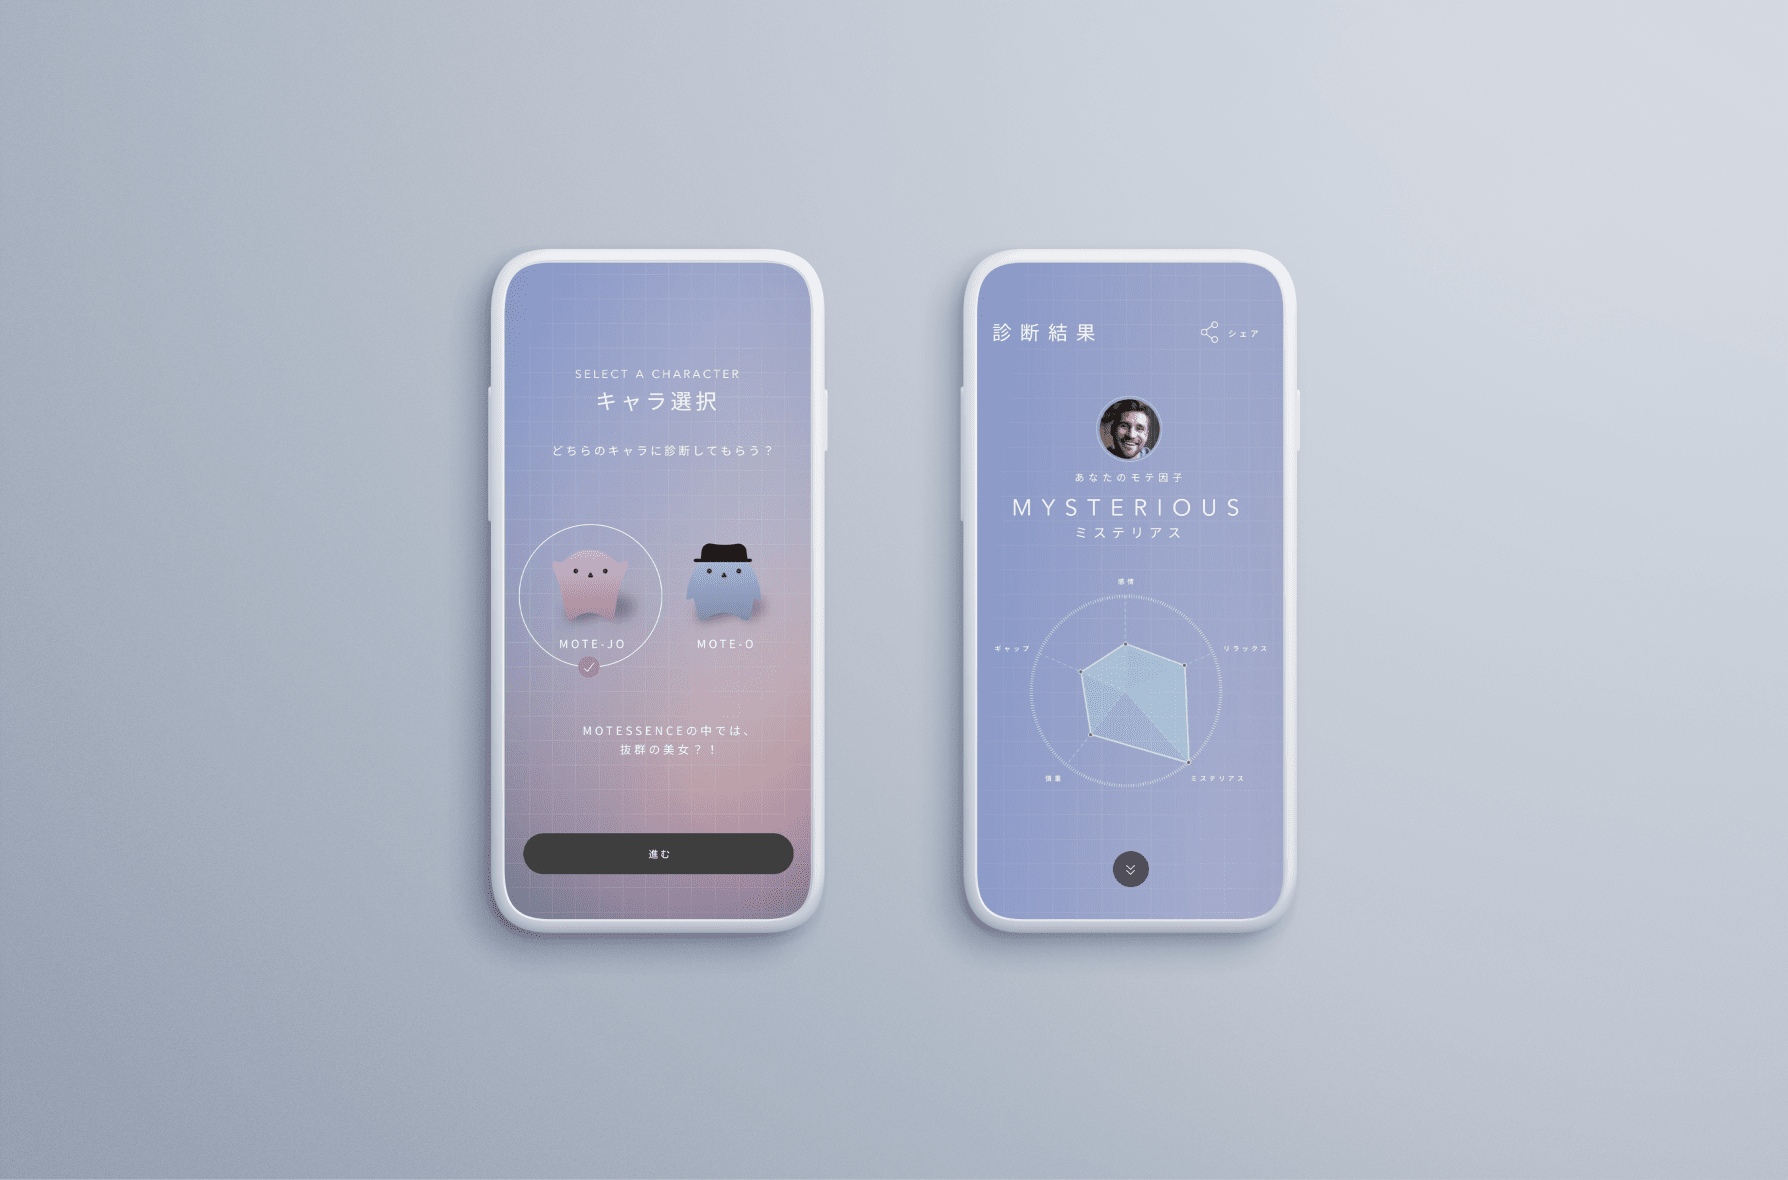 SELECT A CHARACTER
キャラ選択
どちらのキャラに診断してもらう？
MOTE-JO
MOTE-O
MOTESSENCEの中では、
抜群の美女？！
進む
診断結果
シェア
あなたのモテ因子
MYSTERIOUS
ミステリアス
感情
ギャップ
リラックス
ミステリアス